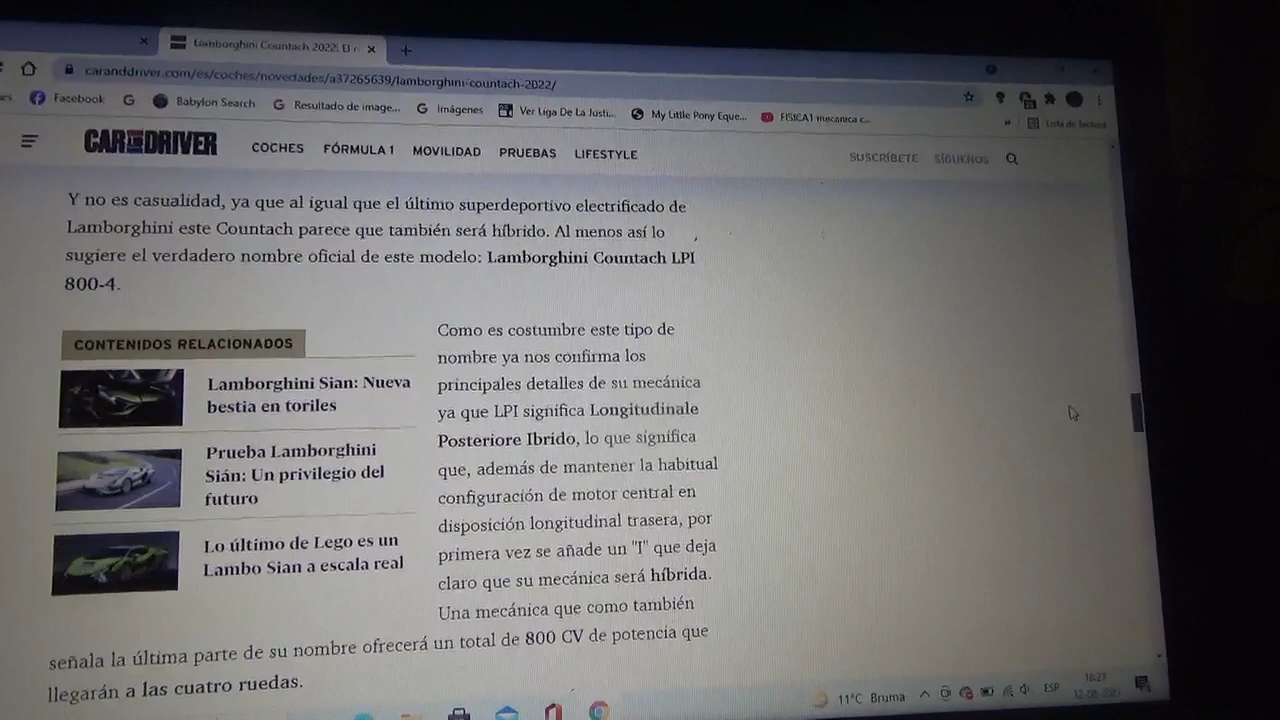 Lamborghini Countach 2022: El
caranddriver.com/es/coches/novedades/a37265639/lamborghini-countach-2022/
Facebook
Babylon Search
Resultado de image...
Imágenes
Ver Liga De La Justi...
My Little Pony Eque...
FISICA1 mecanica c...
Lista de lectura
CAR AND DRIVER
COCHES FÓRMULA 1 MOVILIDAD PRUEBAS LIFESTYLE
SUSCRÍBETE SÍGUENOS
Y no es casualidad, ya que al igual que el último superdeportivo electrificado de
Lamborghini este Countach parece que también será híbrido. Al menos así lo
sugiere el verdadero nombre oficial de este modelo: Lamborghini Countach LPI
800-4.
CONTENIDOS RELACIONADOS
Lamborghini Sian: Nueva
bestia en toriles
Prueba Lamborghini
Sián: Un privilegio del
futuro
Lo último de Lego es un
Lambo Sian a escala real
Como es costumbre este tipo de
nombre ya nos confirma los
principales detalles de su mecánica
ya que LPI significa Longitudinale
Posteriore Ibrido, lo que significa
que, además de mantener la habitual
configuración de motor central en
disposición longitudinal trasera, por
primera vez se añade un "I" que deja
claro que su mecánica será híbrida.
Una mecánica que como también
señala la última parte de su nombre ofrecerá un total de 800 CV de potencia que
llegarán a las cuatro ruedas.
11°C Bruma
ESP
16:27